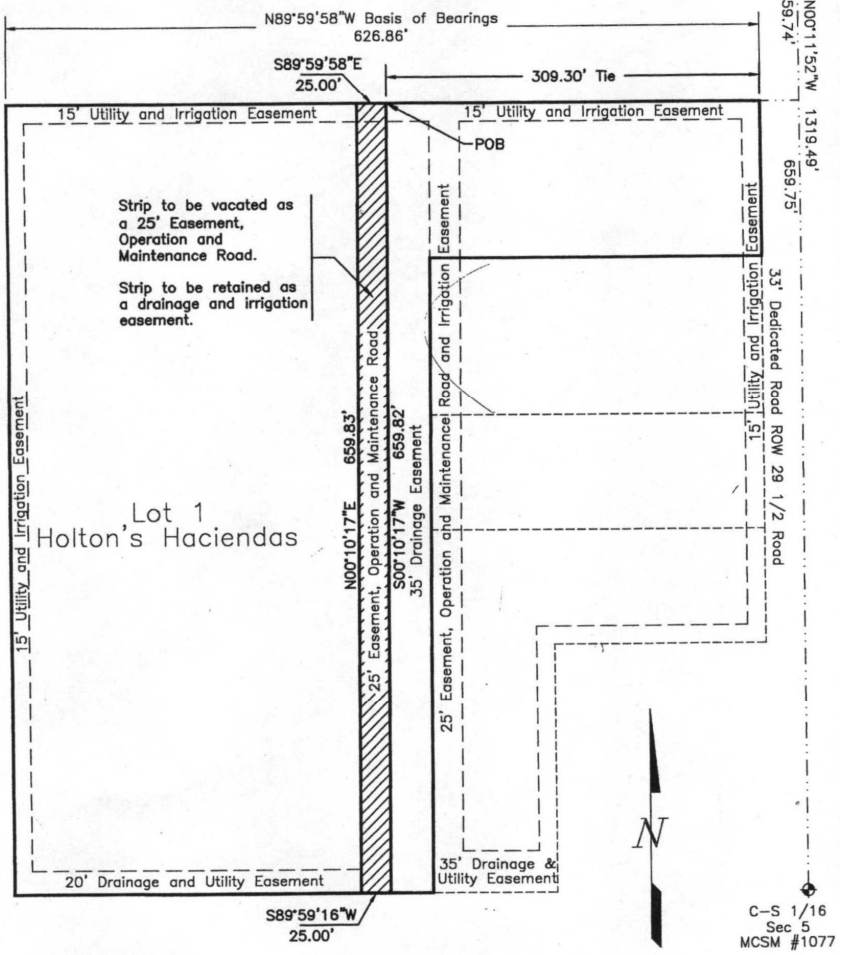 N89°59'58"W Basis of Bearings
626.86'
N00°11'52"W 1319.49'
59.74'
659.75'
S89°59'58"E
25.00'
309.30' Tie
15' Utility and Irrigation Easement
15' Utility and Irrigation Easement
POB
Strip to be vacated as
a 25' Easement,
Operation and
Maintenance Road.
Strip to be retained as
a drainage and irrigation
easement.
15' Utility and Irrigation Easement
Lot 1
Holton's Haciendas
N00°10'17"E 659.83'
25' Easement, Operation and Maintenance Road
S00°10'17"W 659.82'
35' Drainage Easement
25' Easement, Operation and Maintenance Road and Irrigation Easement
15' Utility and Irrigation Easement
33' Dedicated Road ROW 29 1/2 Road
N
20' Drainage and Utility Easement
35' Drainage &
Utility Easement
S89°59'16"W
25.00'
C-S 1/16
Sec 5
MCSM #1077